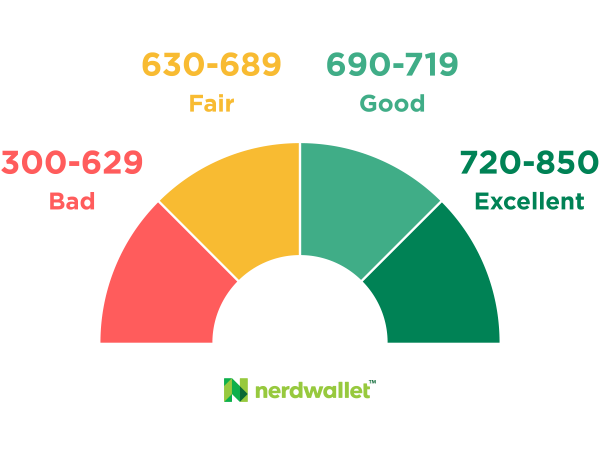 630-689
Fair
690-719
Good
300-629
Bad
720-850
Excellent
nerdwallet™